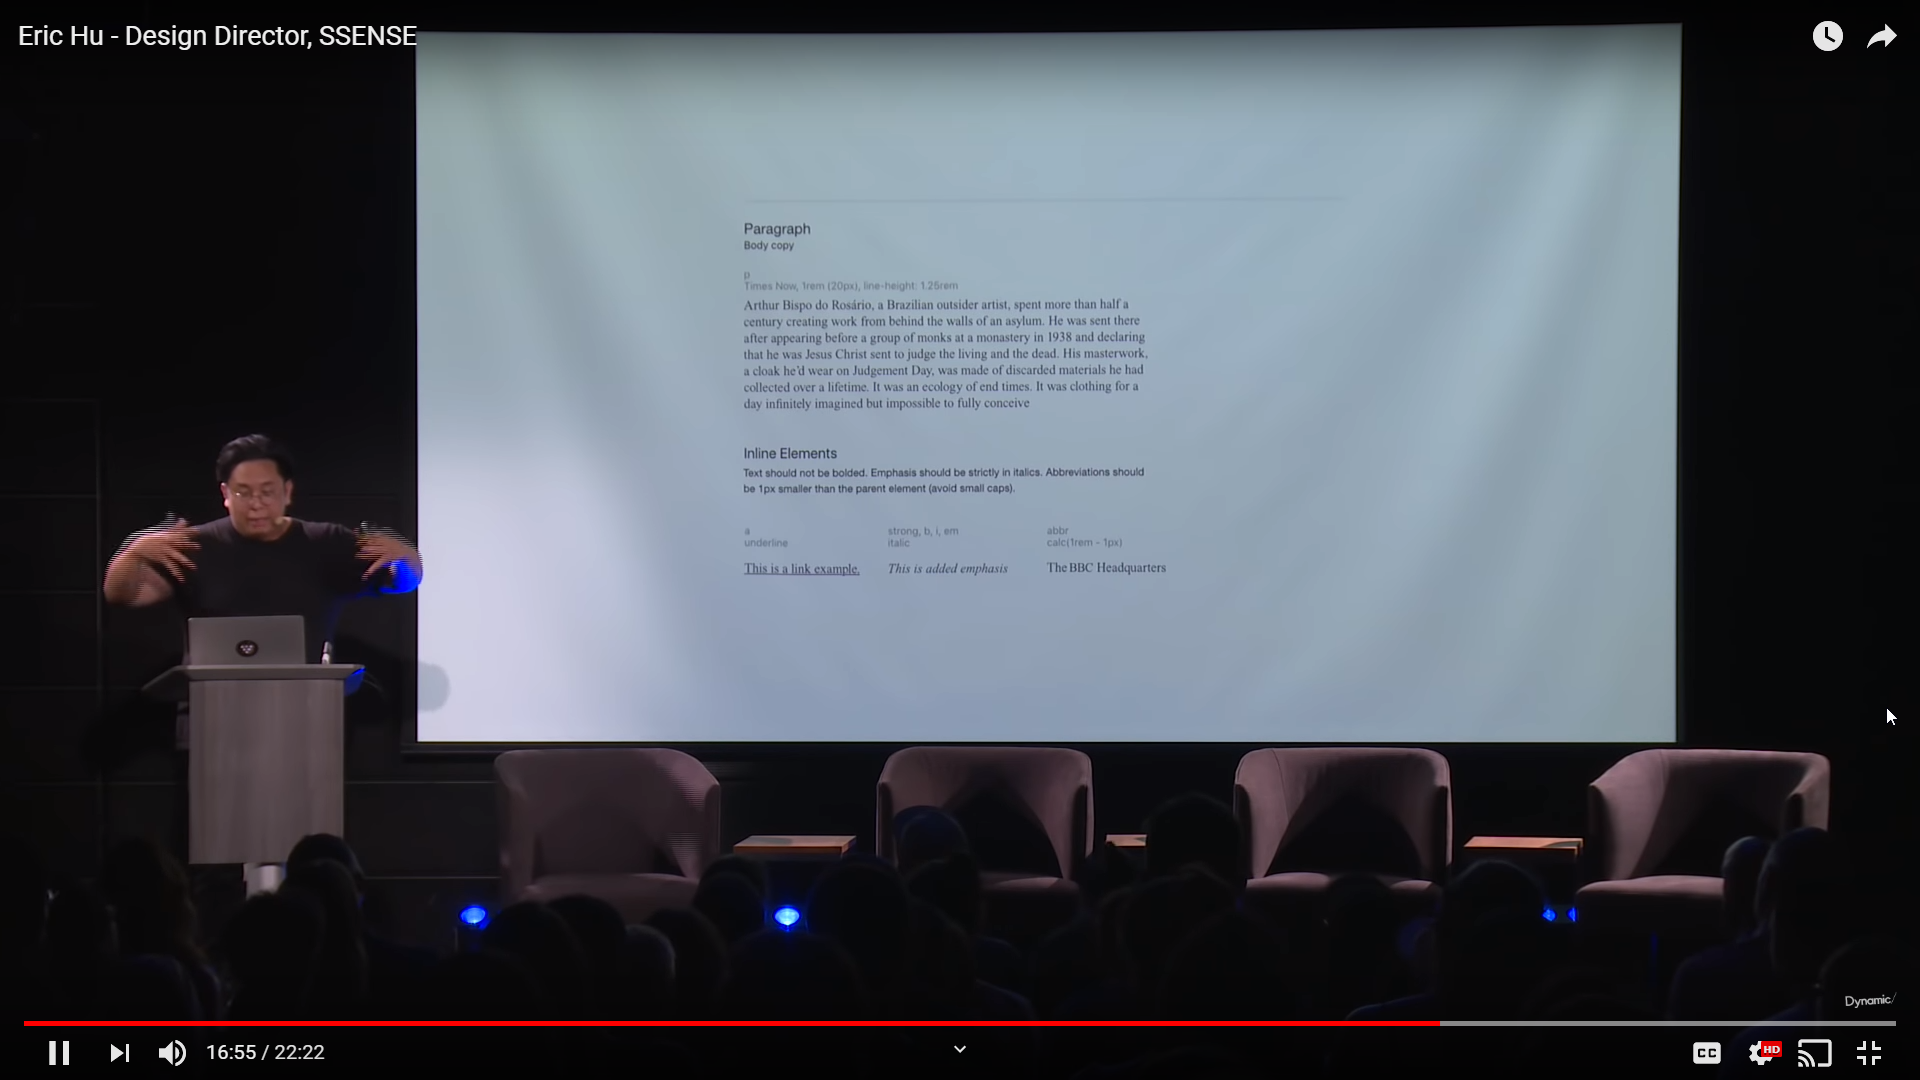 Eric Hu - Design Director, SSENSE
Paragraph
Body copy
p
Times Now, 1rem (20px), line-height: 1.25rem
Arthur Bispo do Rosário, a Brazilian outsider artist, spent more than half a
century creating work from behind the walls of an asylum. He was sent there
after appearing before a group of monks at a monastery in 1938 and declaring
that he was Jesus Christ sent to judge the living and the dead. His masterwork,
a cloak he'd wear on Judgement Day, was made of discarded materials he had
collected over a lifetime. It was an ecology of end times. It was clothing for a
day infinitely imagined but impossible to fully conceive
Inline Elements
Text should not be bolded. Emphasis should be strictly in italics. Abbreviations should
be 1px smaller than the parent element (avoid small caps).
a
underline
This is a link example.
strong, b, i, em
italic
This is added emphasis
abbr
calc(1rem - 1px)
The BBC Headquarters
Dynamic/
16:55 / 22:22
CC
HD